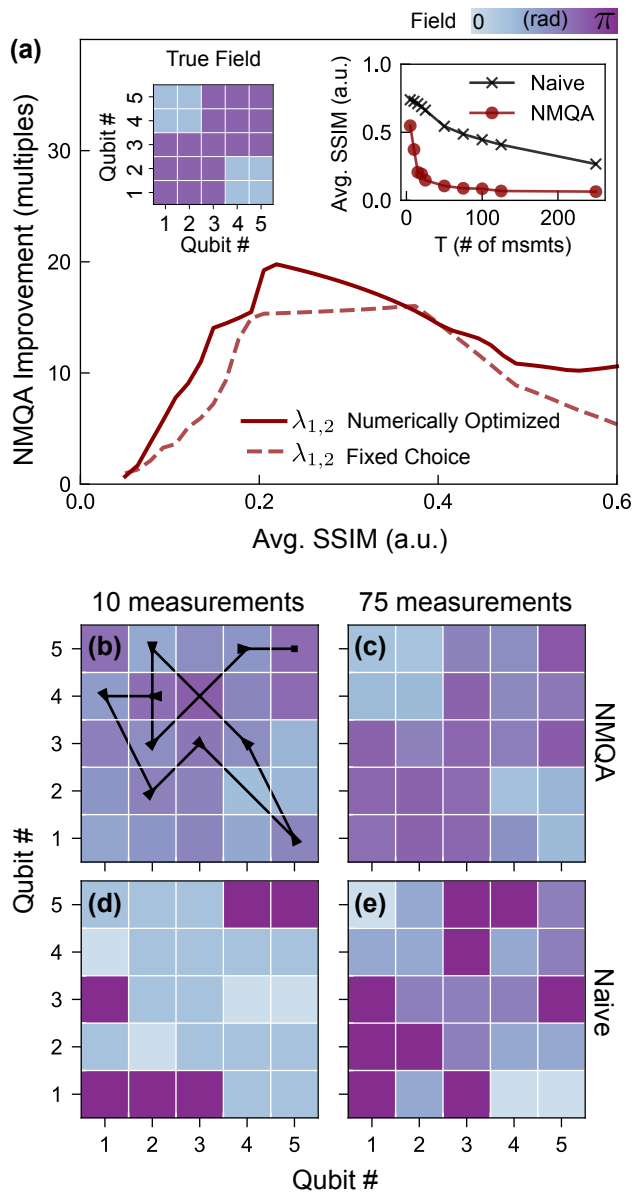 Field 0 (rad) π
(a)
True Field
Qubit #
5
4
3
2
1
1 2 3 4 5
Qubit #
Avg. SSIM (a.u.)
1.0
0.5
0.0
0 100 200
T (# of msmts)
Naive
NMQA
NMQA Improvement (multiples)
30
20
10
0
0.0 0.2 0.4 0.6
Avg. SSIM (a.u.)
λ1,2 Numerically Optimized
λ1,2 Fixed Choice
10 measurements 75 measurements
(b) (c)
NMQA
5
4
3
2
1
Qubit #
(d) (e)
Naive
5
4
3
2
1
1 2 3 4 5 1 2 3 4 5
Qubit #